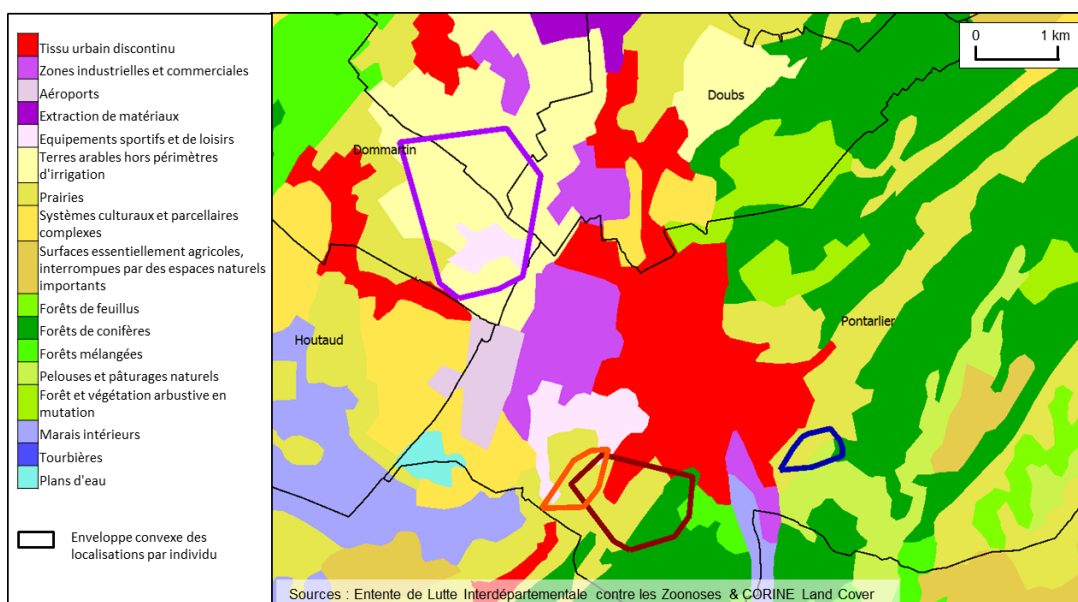 Tissu urbain discontinu
Zones industrielles et commerciales
Aéroports
Extraction de matériaux
Equipements sportifs et de loisirs
Terres arables hors périmètres
d'irrigation
Prairies
Systèmes culturaux et parcellaires
complexes
Surfaces essentiellement agricoles,
interrompues par des espaces naturels
importants
Forêts de feuillus
Forêts de conifères
Forêts mélangées
Pelouses et pâturages naturels
Forêt et végétation arbustive en
mutation
Marais intérieurs
Tourbières
Plans d'eau
Enveloppe convexe des
localisations par individu
0 1 km
Doubs
Dommartin
Pontarlier
Houtaud
Sources : Entente de Lutte Interdépartementale contre les Zoonoses & CORINE Land Cover